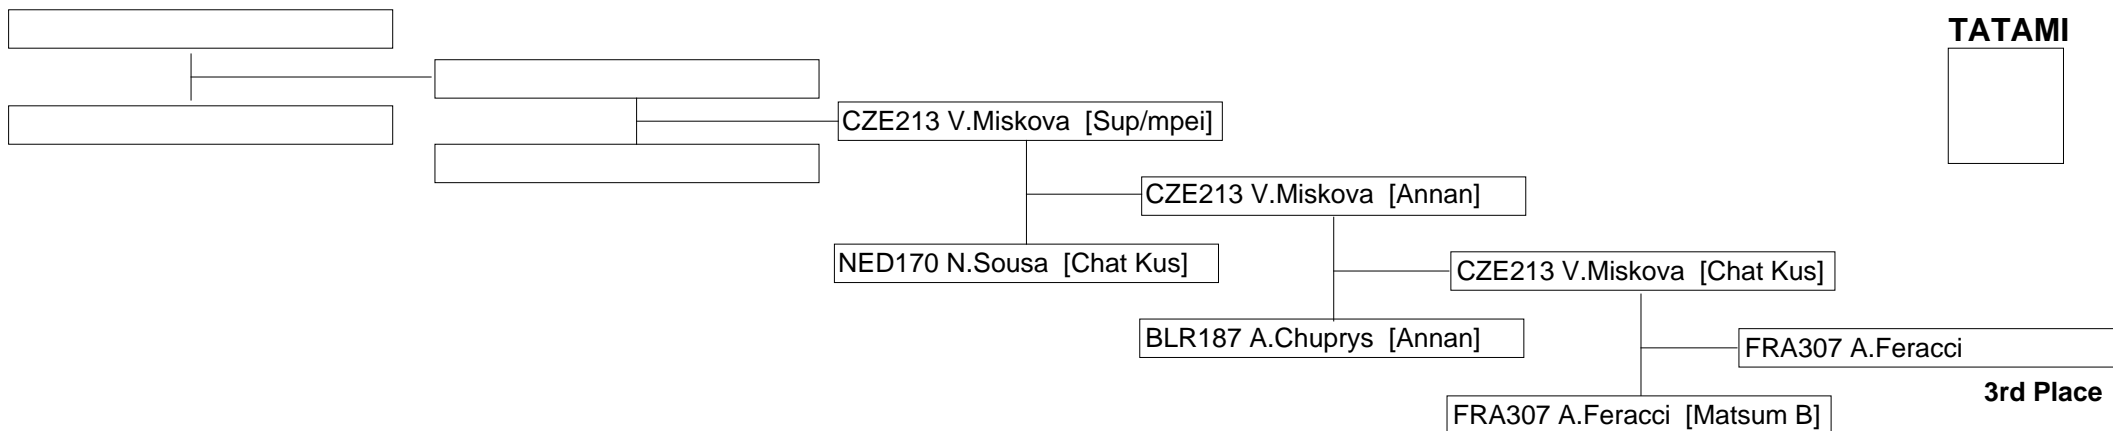 TATAMI
CZE213 V.Miskova [Sup/mpei]
CZE213 V.Miskova [Annan]
NED170 N.Sousa [Chat Kus]
CZE213 V.Miskova [Chat Kus]
BLR187 A.Chuprys [Annan]
FRA307 A.Feracci
3rd Place
FRA307 A.Feracci [Matsum B]